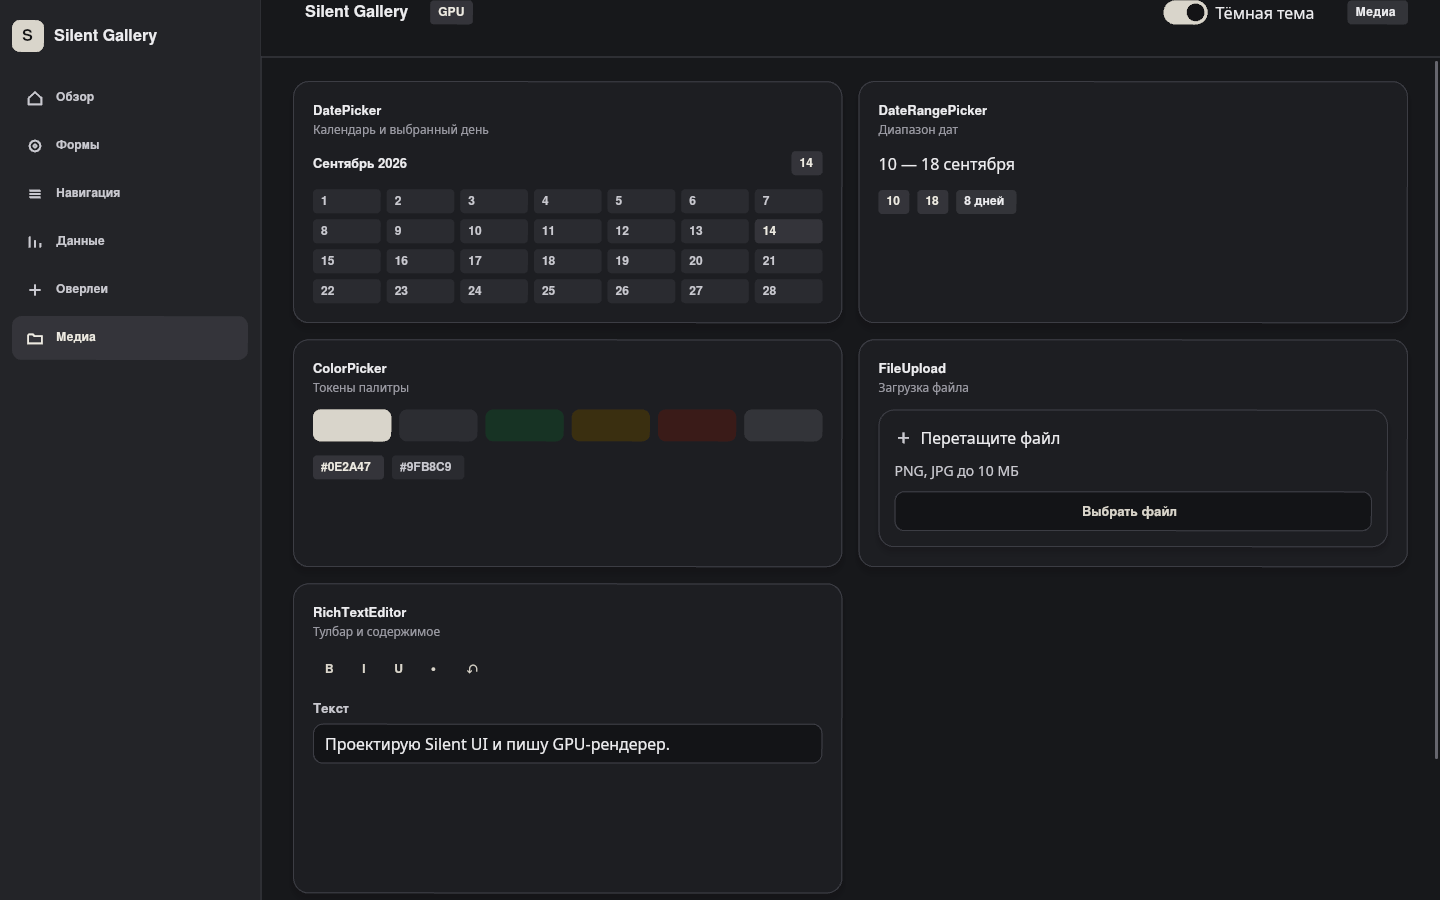 S Silent Gallery
Обзор
Формы
Навигация
Данные
Оверлеи
Медиа
Silent Gallery GPU Тёмная тема Медиа
DatePicker
Календарь и выбранный день
Сентябрь 2026 14
1 2 3 4 5 6 7
8 9 10 11 12 13 14
15 16 17 18 19 20 21
22 23 24 25 26 27 28
DateRangePicker
Диапазон дат
10 — 18 сентября
10 18 8 дней
ColorPicker
Токены палитры
#0E2A47 #9FB8C9
FileUpload
Загрузка файла
+ Перетащите файл
PNG, JPG до 10 МБ
Выбрать файл
RichTextEditor
Тулбар и содержимое
B I U •
Текст
Проектирую Silent UI и пишу GPU-рендерер.